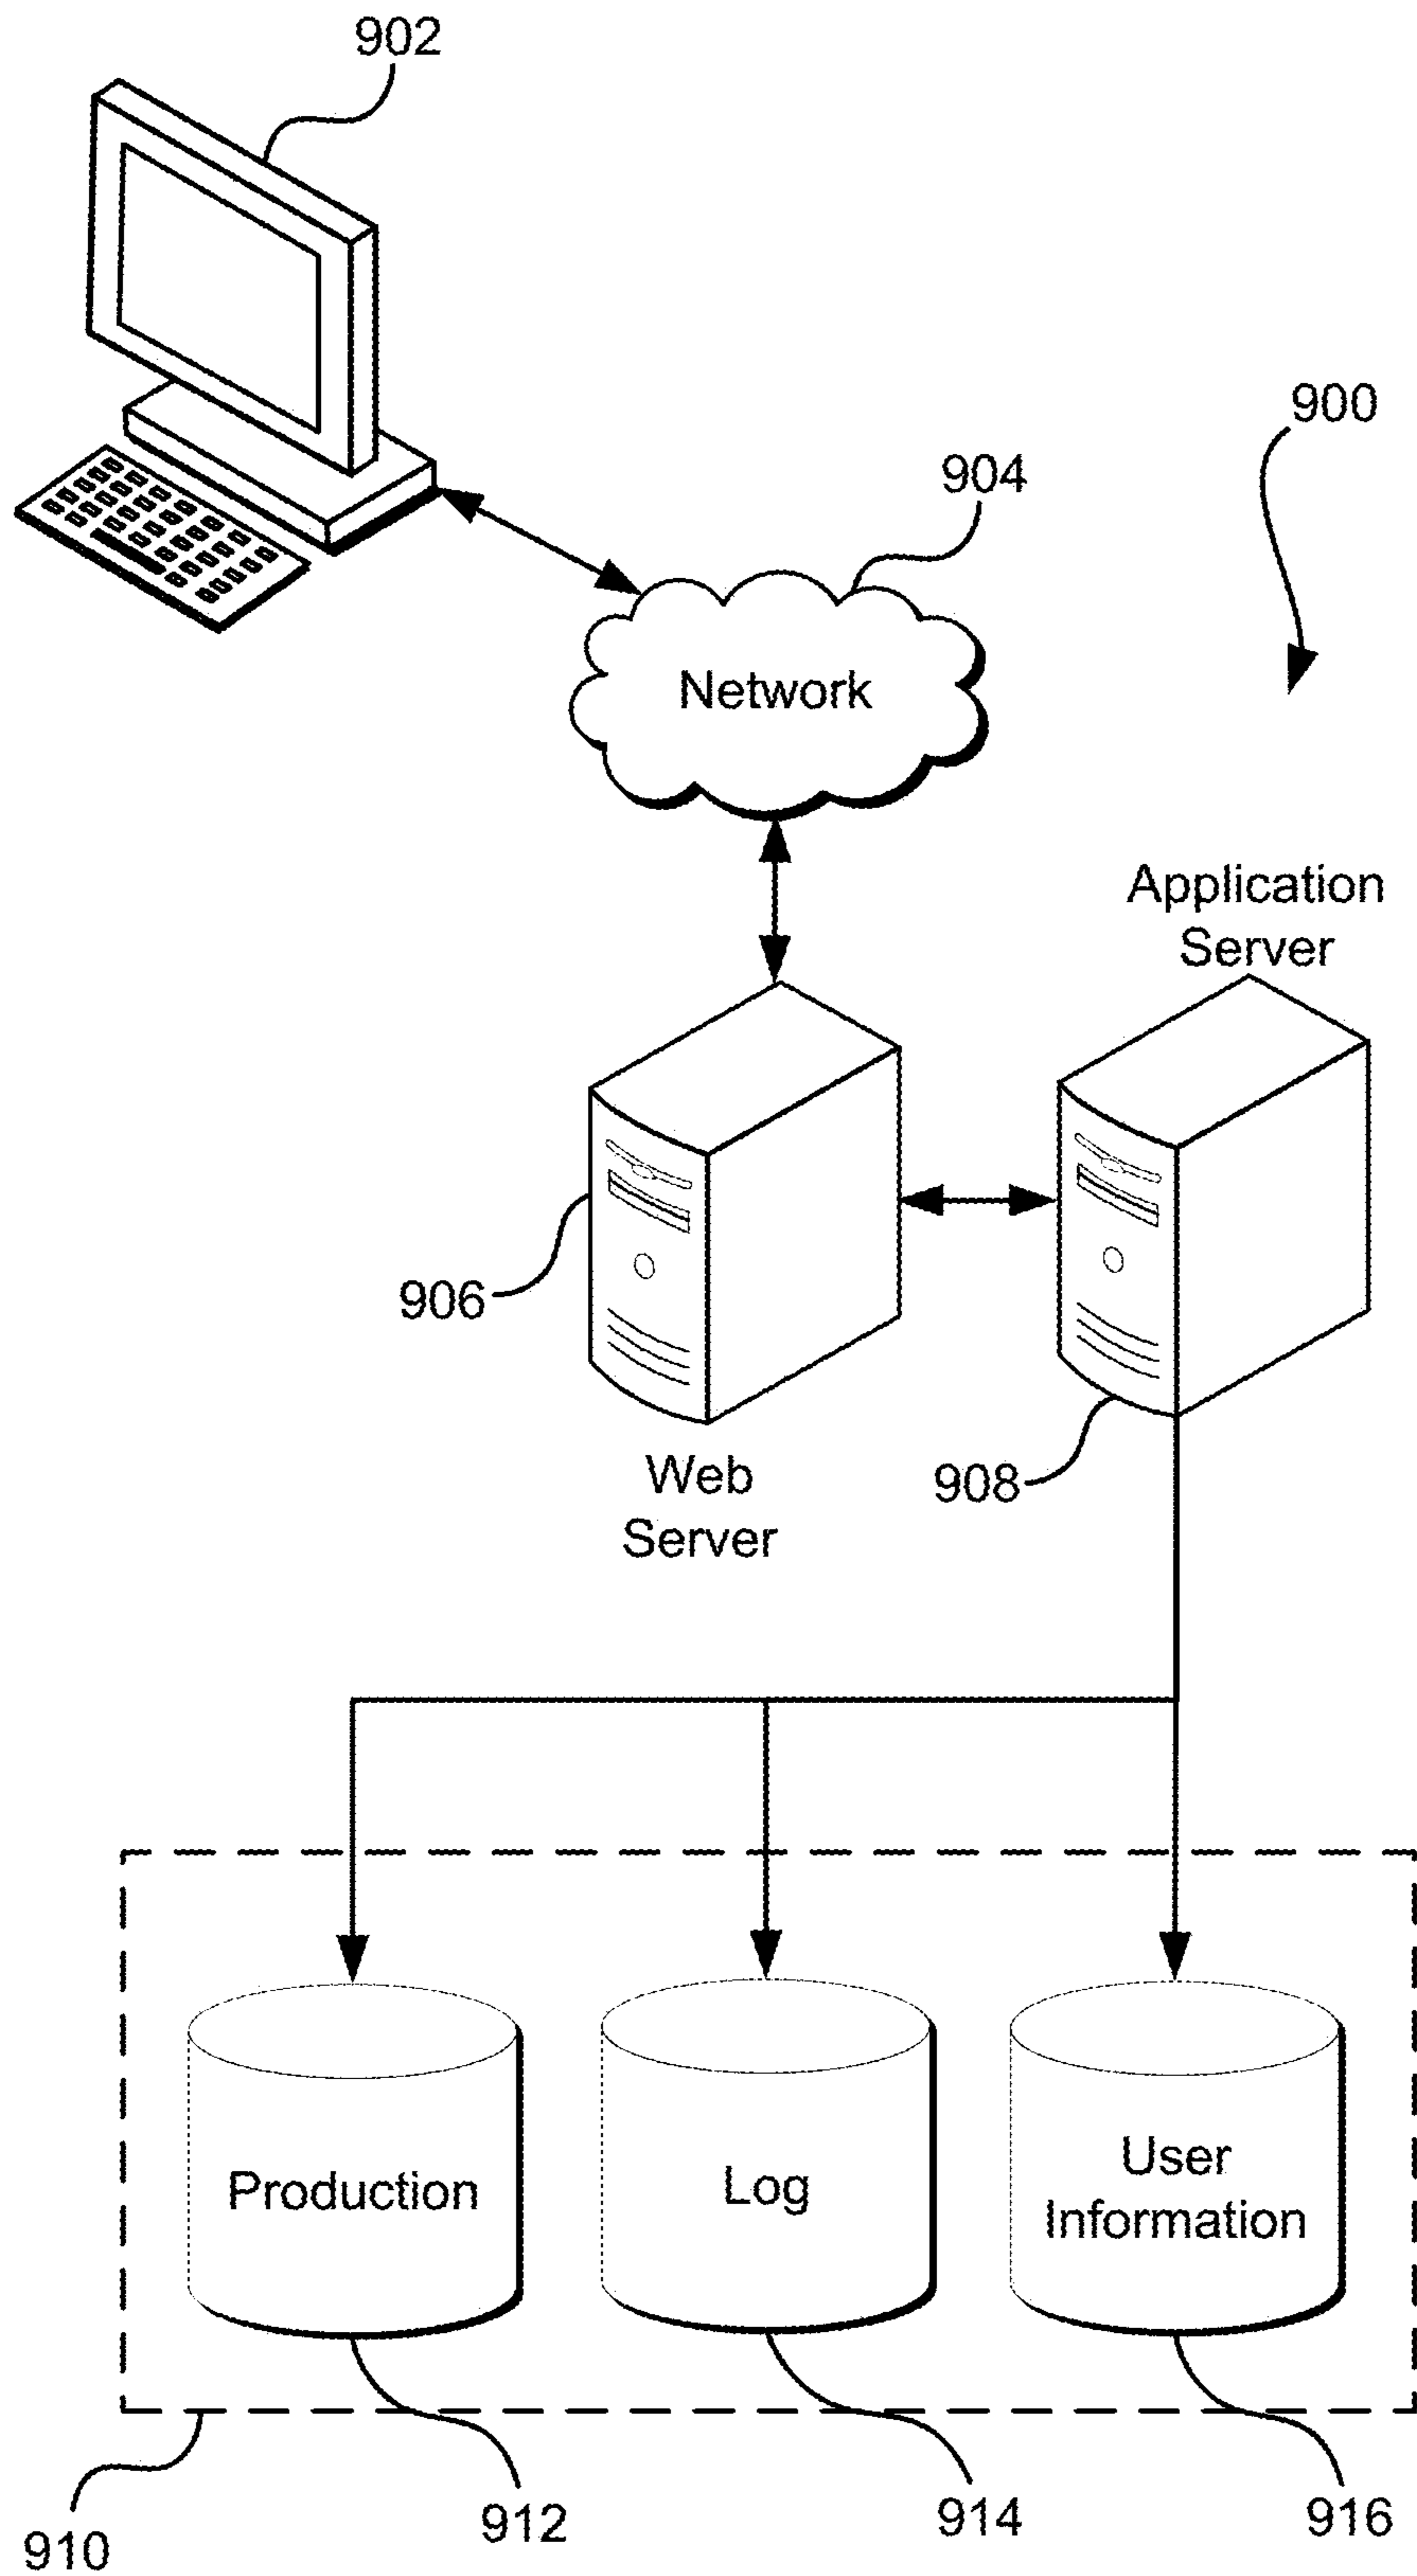 902
900
904
Network
Application
Server
906
Web
Server
908
Production
Log
User
Information
910
912
914
916